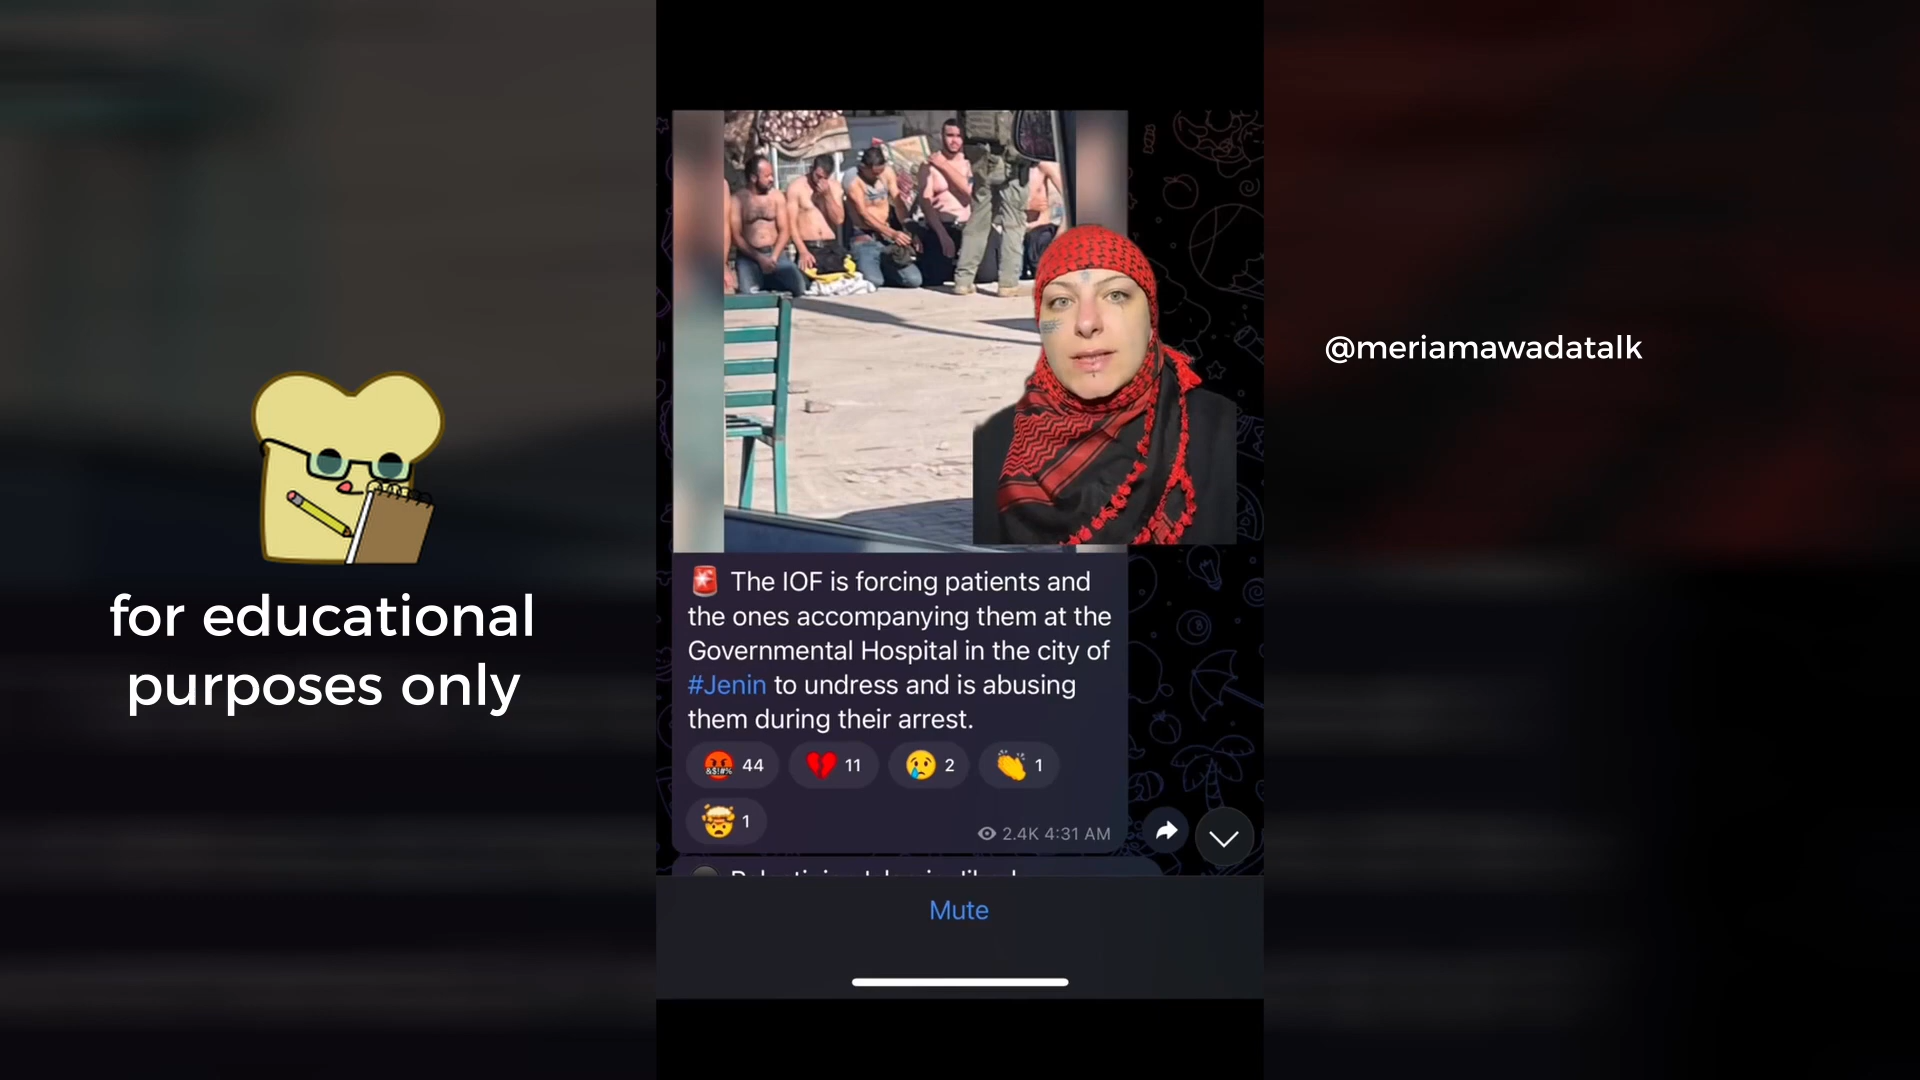 for educational
purposes only
🚨 The IOF is forcing patients and
the ones accompanying them at the
Governmental Hospital in the city of
#Jenin to undress and is abusing
them during their arrest.
44 11 2 1
1
2.4K 4:31 AM
Mute
@meriamawadatalk